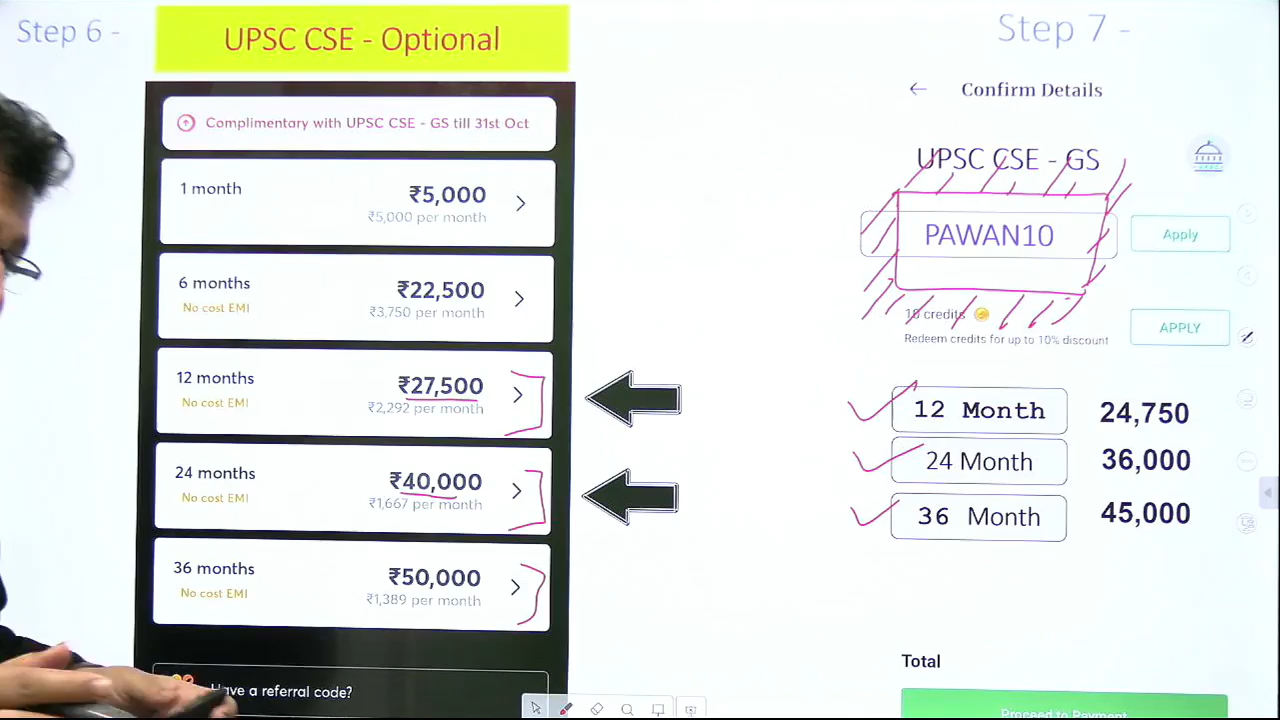 Step 6 -
UPSC CSE - Optional
Complimentary with UPSC CSE - GS till 31st Oct
1 month
₹5,000
₹5,000 per month
6 months
₹22,500
No cost EMI
₹3,750 per month
12 months
₹27,500
No cost EMI
₹2,292 per month
24 months
₹40,000
No cost EMI
₹1,667 per month
36 months
₹50,000
No cost EMI
₹1,389 per month
Have a referral code?
Step 7 -
Confirm Details
UPSC CSE - GS
PAWAN10
Apply
credits
Redeem credits for up to 10% discount
APPLY
12 Month 24,750
24 Month 36,000
36 Month 45,000
Total
Proceed to Payment